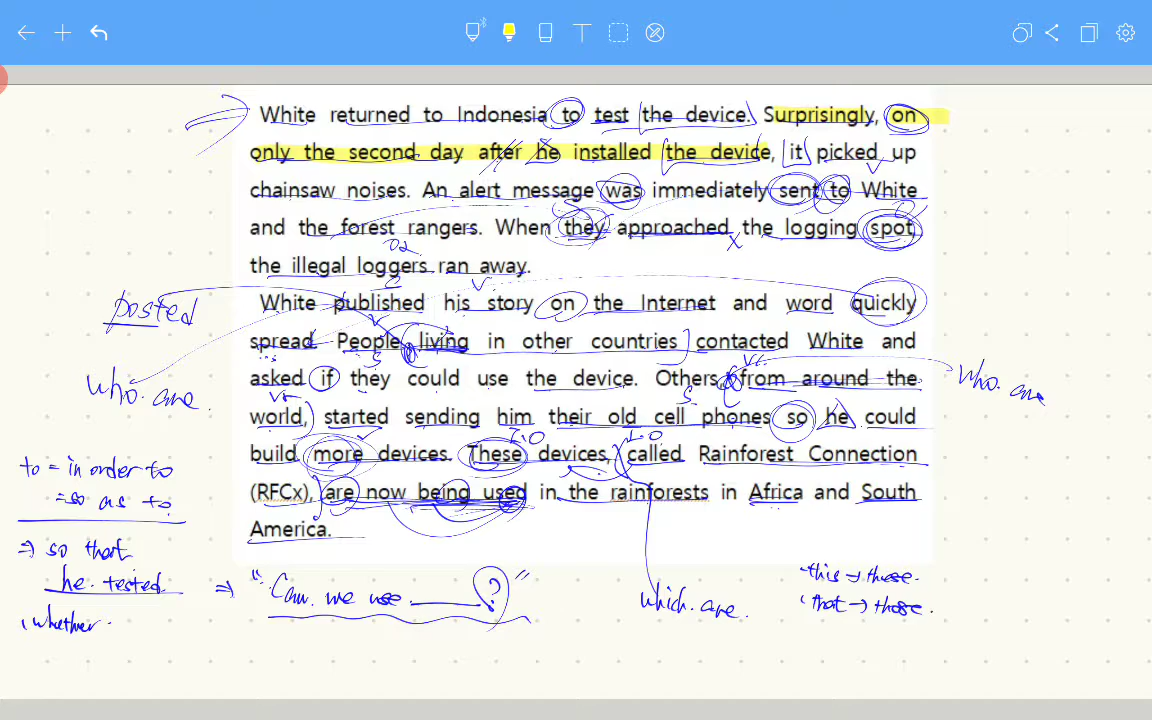 White returned to Indonesia to test the device. Surprisingly, on
only the second day after he installed the device, it picked up
chainsaw noises. An alert message was immediately sent to White
and the forest rangers. When they approached the logging spot,
the illegal loggers ran away.
White published his story on the Internet and word quickly
spread. People living in other countries contacted White and
asked if they could use the device. Others, from around the
world, started sending him their old cell phones so he could
build more devices. These devices, called Rainforest Connection
(RFCx), are now being used in the rainforests in Africa and South
America.
posted
who are
who are
to = in order to
= so as to
⇒ so that
he tested
whether
⇒ "Can we use ?"
which are
this → these
that → those